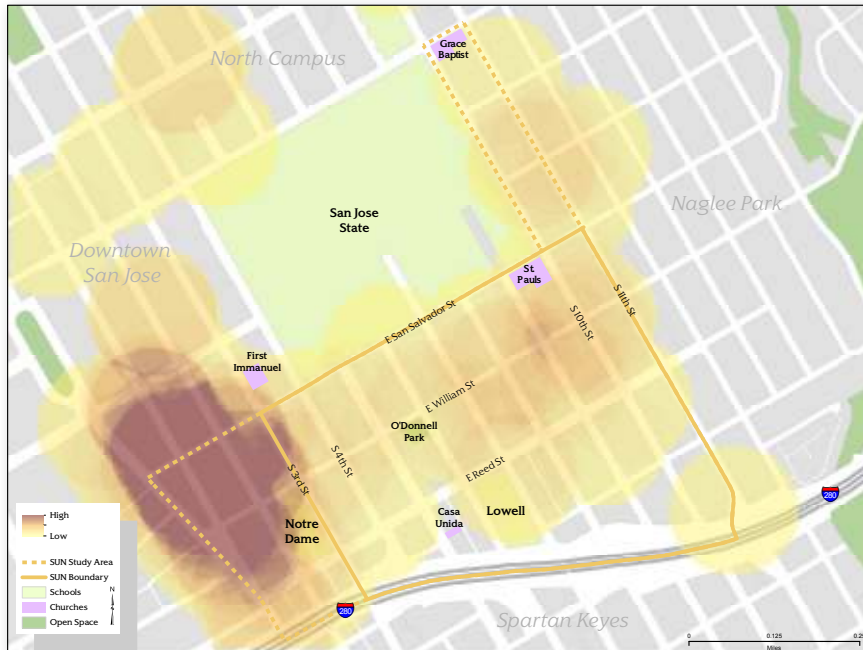 Grace
Baptist
North Campus
San Jose
State
Naglee Park
Downtown
San Jose
St.
Pauls
S 11th St
S 10th St
E San Salvador St
First
Immanuel
E William St
O'Donnell
Park
S 4th St
S 3rd St
E Reed St
Casa
Unida
Lowell
Notre
Dame
280
280
Spartan Keyes
High
Low
SUN Study Area
SUN Boundary
Schools
Churches
Open Space
N
0
0.125
0.25
Miles